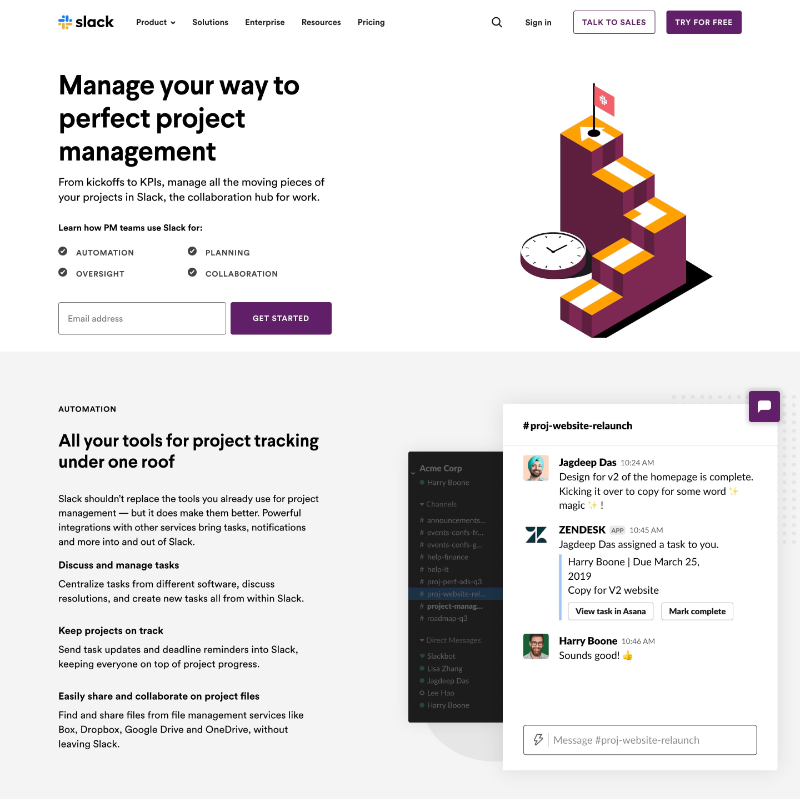 slack
Product
Solutions
Enterprise
Resources
Pricing
Sign in
TALK TO SALES
TRY FOR FREE
Manage your way to
perfect project
management
From kickoffs to KPIs, manage all the moving pieces of
your projects in Slack, the collaboration hub for work.
Learn how PM teams use Slack for:
AUTOMATION
PLANNING
OVERSIGHT
COLLABORATION
Email address
GET STARTED
AUTOMATION
All your tools for project tracking
under one roof
Slack shouldn't replace the tools you already use for project
management — but it does make them better. Powerful
integrations with other services bring tasks, notifications
and more into and out of Slack.
Discuss and manage tasks
Centralize tasks from different software, discuss
resolutions, and create new tasks all from within Slack.
Keep projects on track
Send task updates and deadline reminders into Slack,
keeping everyone on top of project progress.
Easily share and collaborate on project files
Find and share files from file management services like
Box, Dropbox, Google Drive and OneDrive, without
leaving Slack.
Acme Corp
Harry Boone
Channels
# announcements...
# events-confs-fr...
# events-confs-g...
# help-finance
# help-it
# proj-perf-ads-q3
# proj-website-rel...
# project-manag...
# roadmap-q3
Direct Messages
Slackbot
Lisa Zhang
Jagdeep Das
Lee Hao
Harry Boone
#proj-website-relaunch
Jagdeep Das 10:24 AM
Design for v2 of the homepage is complete.
Kicking it over to copy for some word ✨
magic ✨ !
ZENDESK APP 10:45 AM
Jagdeep Das assigned a task to you.
Harry Boone | Due March 25,
2019
Copy for V2 website
View task in Asana
Mark complete
Harry Boone 10:46 AM
Sounds good! 👍
Message #proj-website-relaunch